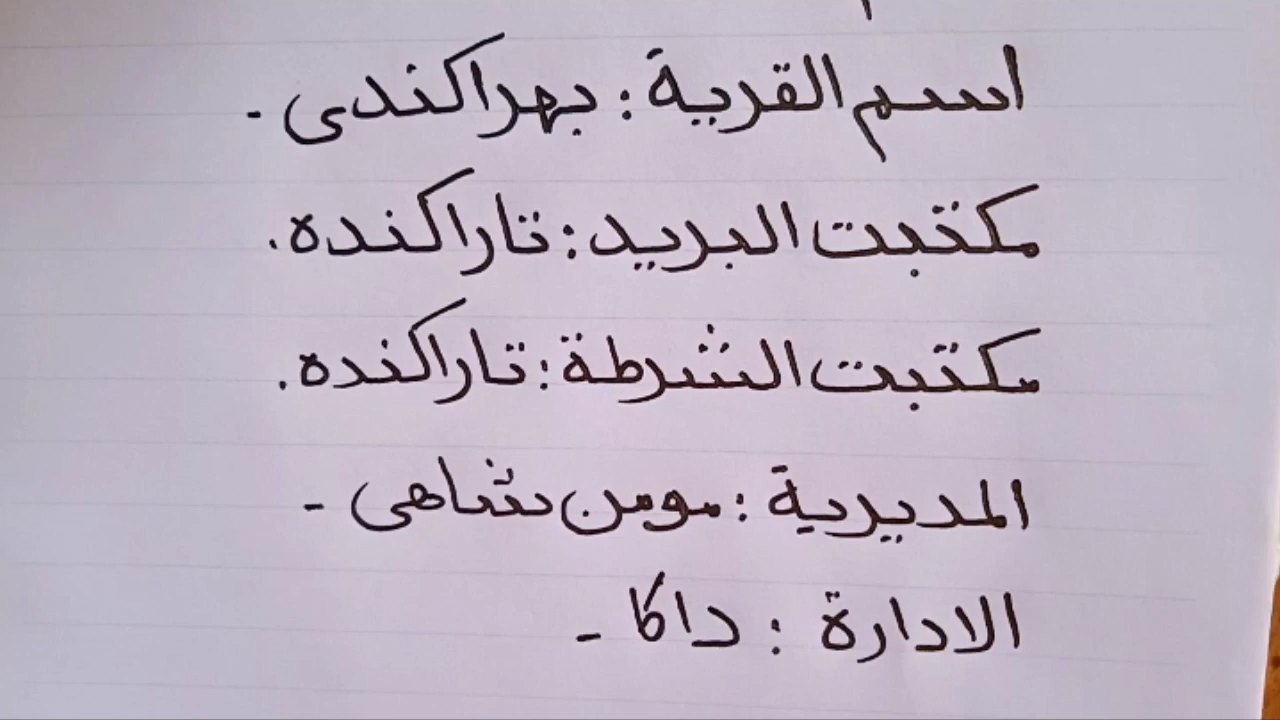 اسم القرية : بهراكندى -
مكتبت البريد : تاراكنده .
مكتبت الشرطة : تاراكنده .
المديرية : مومن شاهى -
الادارة : داكا -